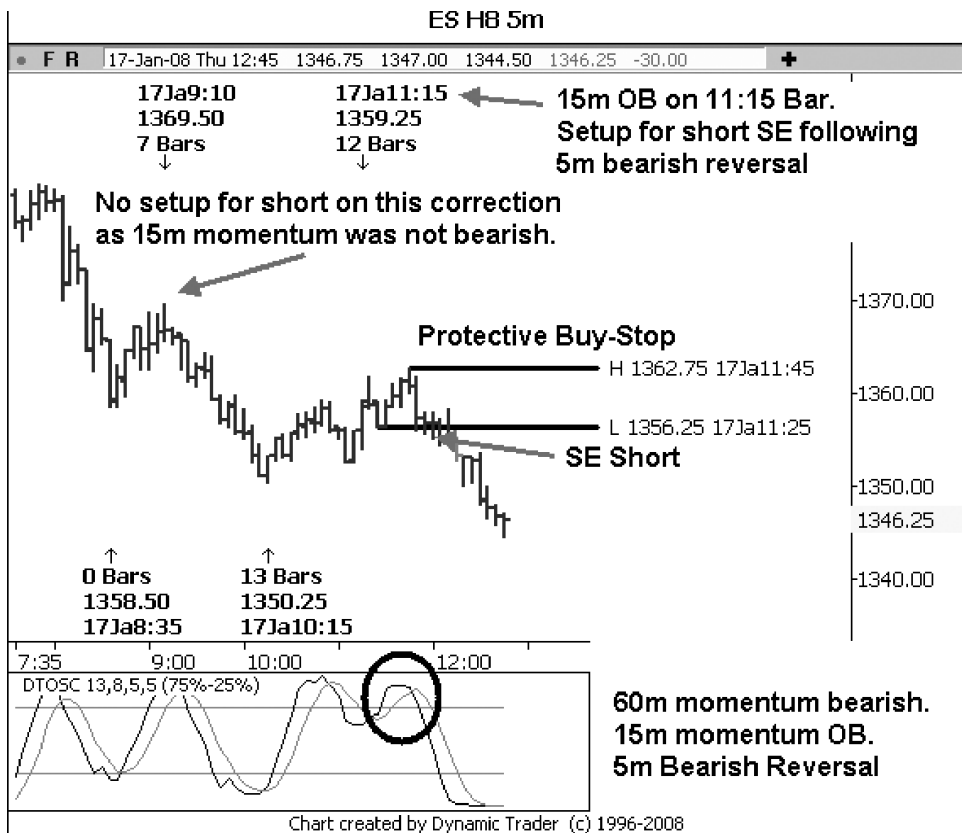 ES H8 5m
F R 17-Jan-08 Thu 12:45 1346.75 1347.00 1344.50 1346.25 -30.00
17Ja9:10
1369.50
7 Bars
17Ja11:15
1359.25
12 Bars
15m OB on 11:15 Bar.
Setup for short SE following
5m bearish reversal
No setup for short on this correction
as 15m momentum was not bearish.
1370.00
Protective Buy-Stop
H 1362.75 17Ja11:45
1360.00
L 1356.25 17Ja11:25
SE Short
1350.00
1346.25
1340.00
0 Bars
1358.50
17Ja8:35
13 Bars
1350.25
17Ja10:15
7:35 9:00 10:00 12:00
DTOSC 13,8,5,5 (75%-25%)
60m momentum bearish.
15m momentum OB.
5m Bearish Reversal
Chart created by Dynamic Trader (c) 1996-2008